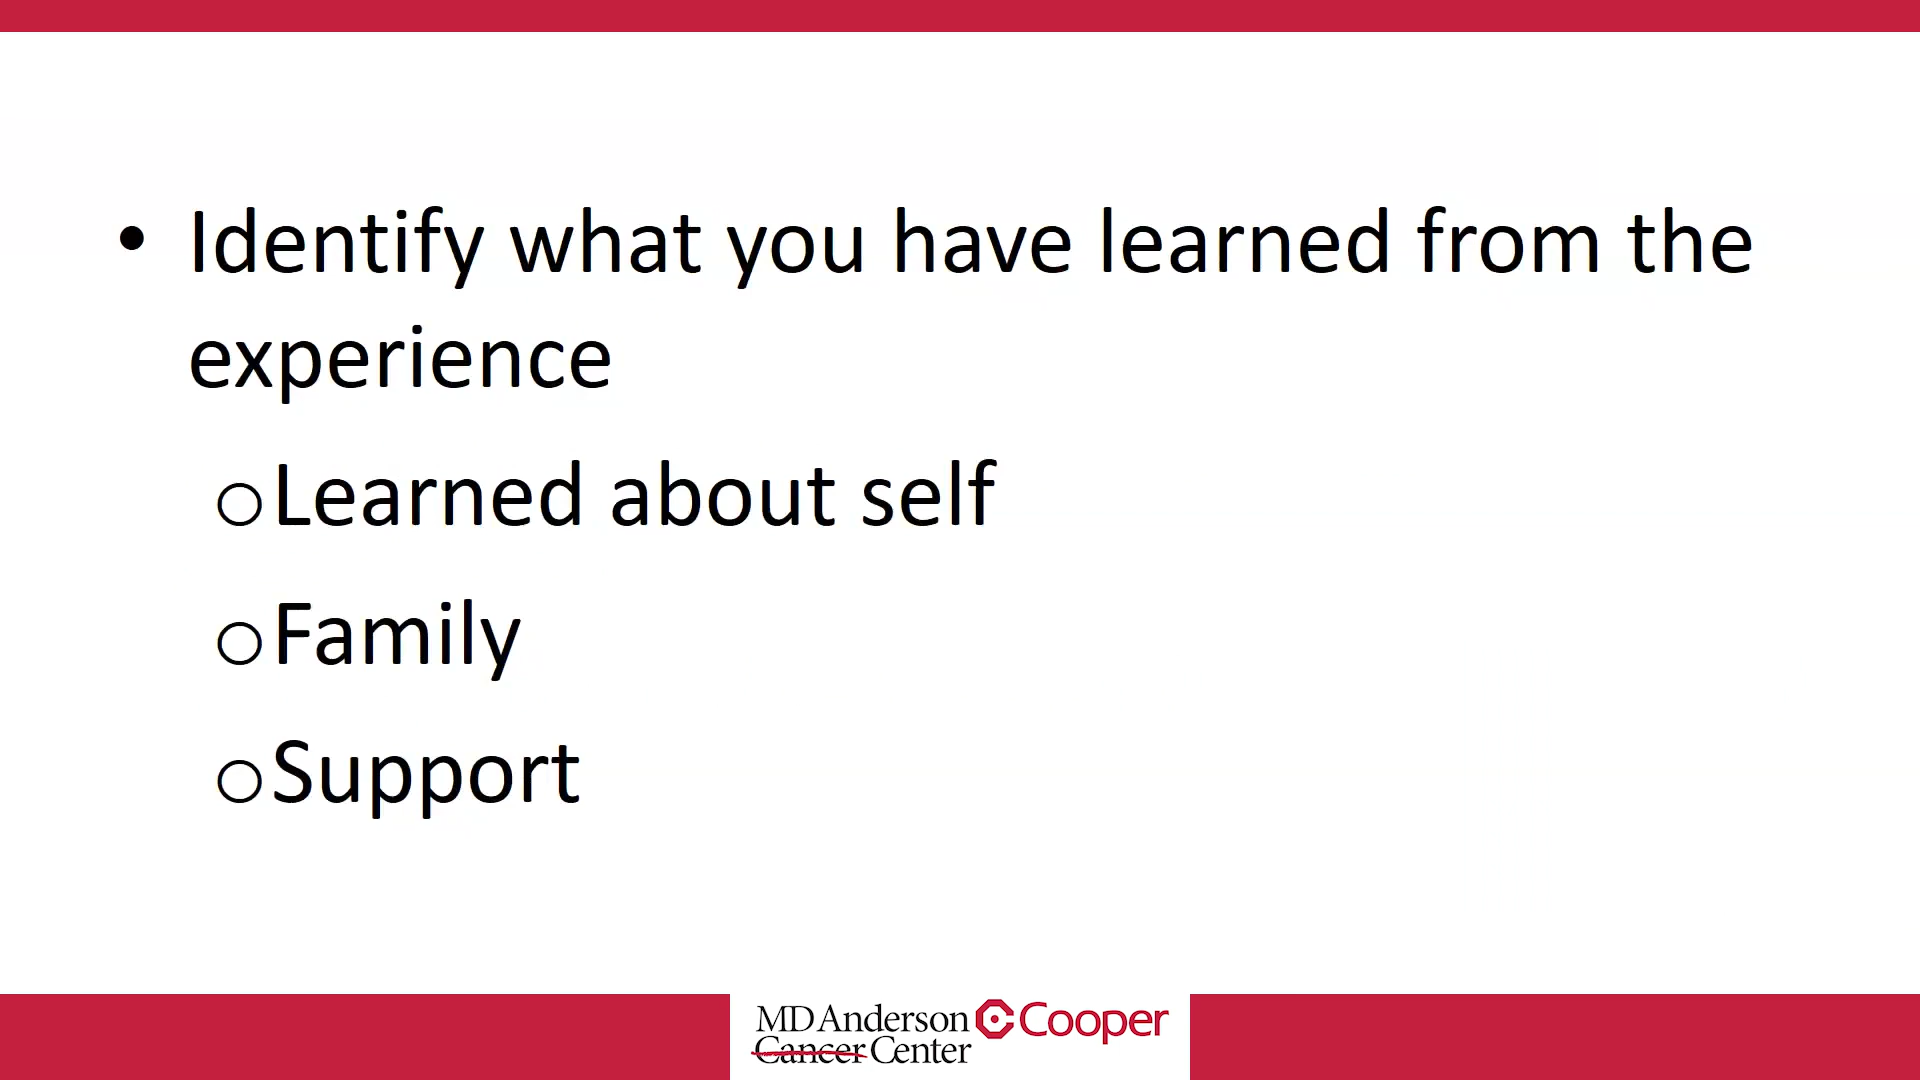 • Identify what you have learned from the
experience
o Learned about self
o Family
o Support
MD Anderson Cooper
Cancer Center